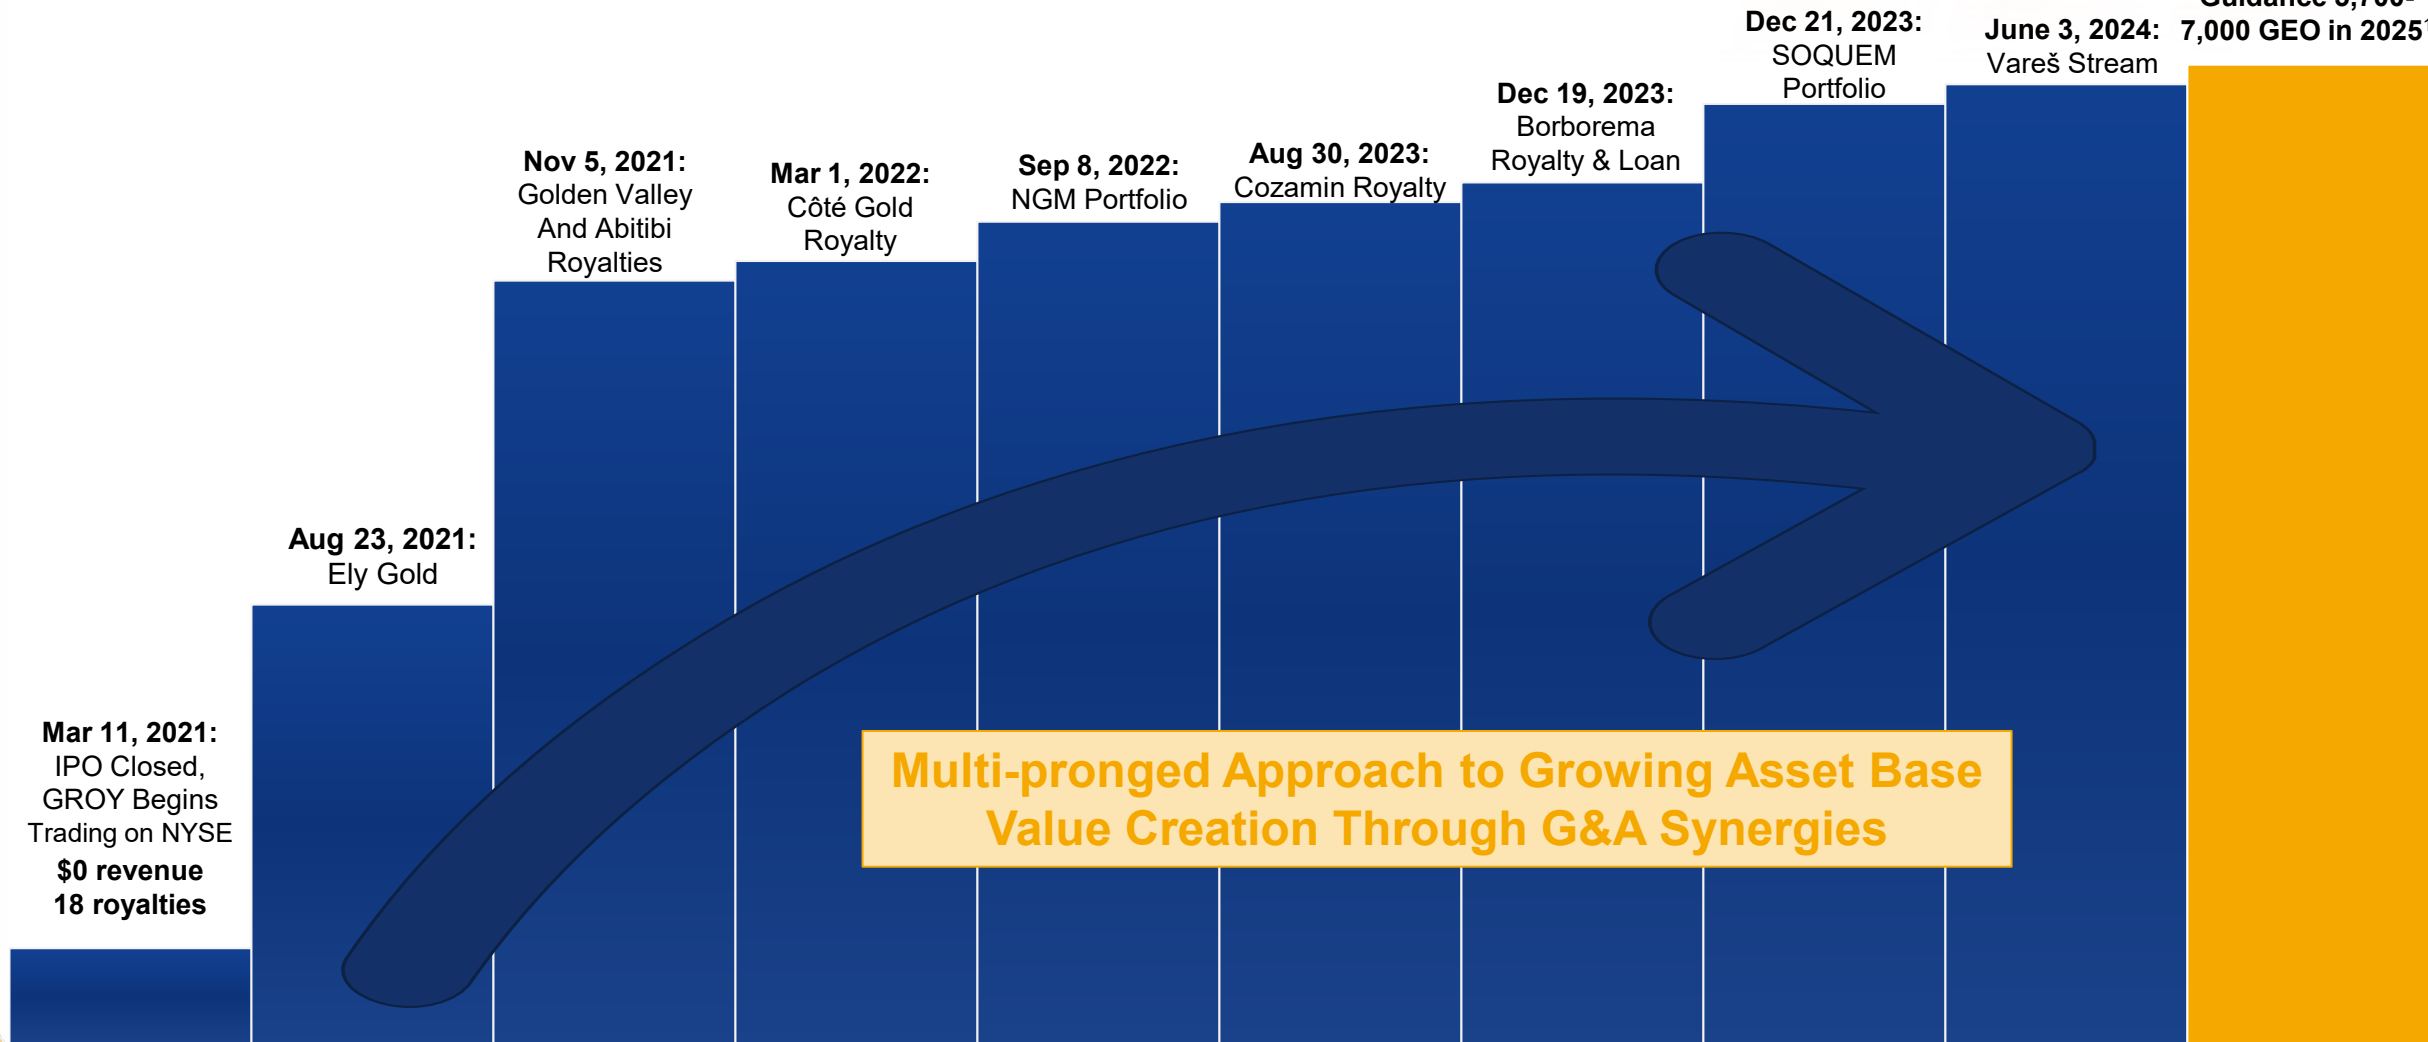 Mar 11, 2021:
IPO Closed,
GROY Begins
Trading on NYSE
$0 revenue
18 royalties
Aug 23, 2021:
Ely Gold
Nov 5, 2021:
Golden Valley
And Abitibi
Royalties
Mar 1, 2022:
Côté Gold
Royalty
Sep 8, 2022:
NGM Portfolio
Aug 30, 2023:
Cozamin Royalty
Dec 19, 2023:
Borborema
Royalty & Loan
Dec 21, 2023:
SOQUEM
Portfolio
June 3, 2024:
Vareš Stream
Guidance
7,000 GEO in 2025
Multi-pronged Approach to Growing Asset Base
Value Creation Through G&A Synergies